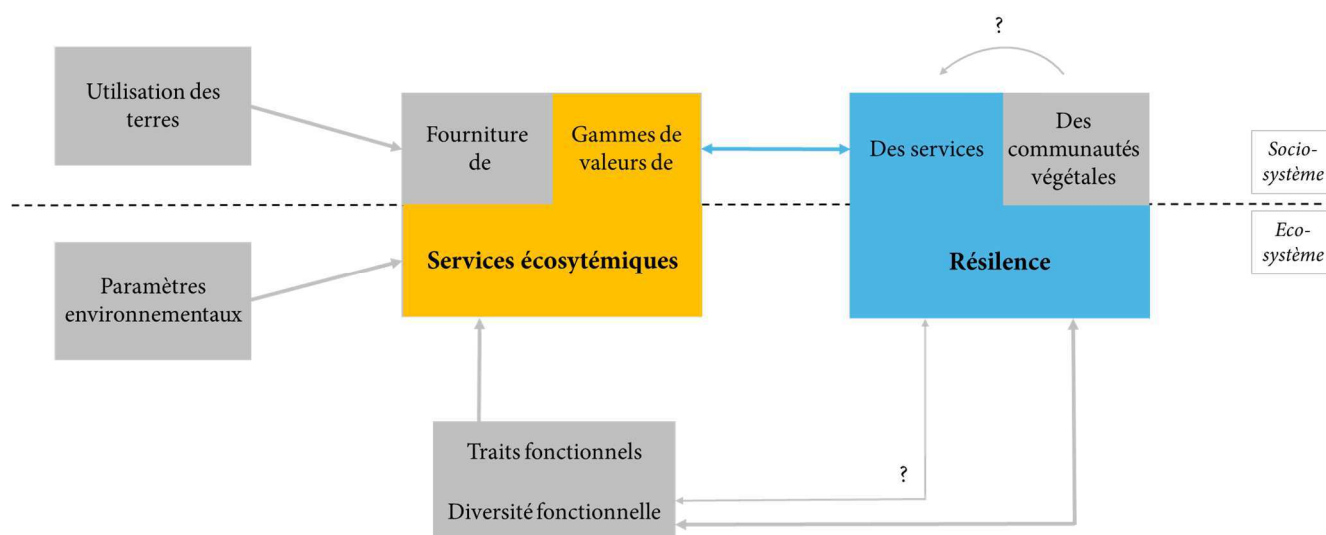 ?
Utilisation des
terres
Fourniture
de
Gammes de
valeurs de
Des services
Des
communautés
végétales
Socio-
système
Paramètres
environnementaux
Services écosytémiques
Résilence
Eco-
système
Traits fonctionnels
?
Diversité fonctionnelle